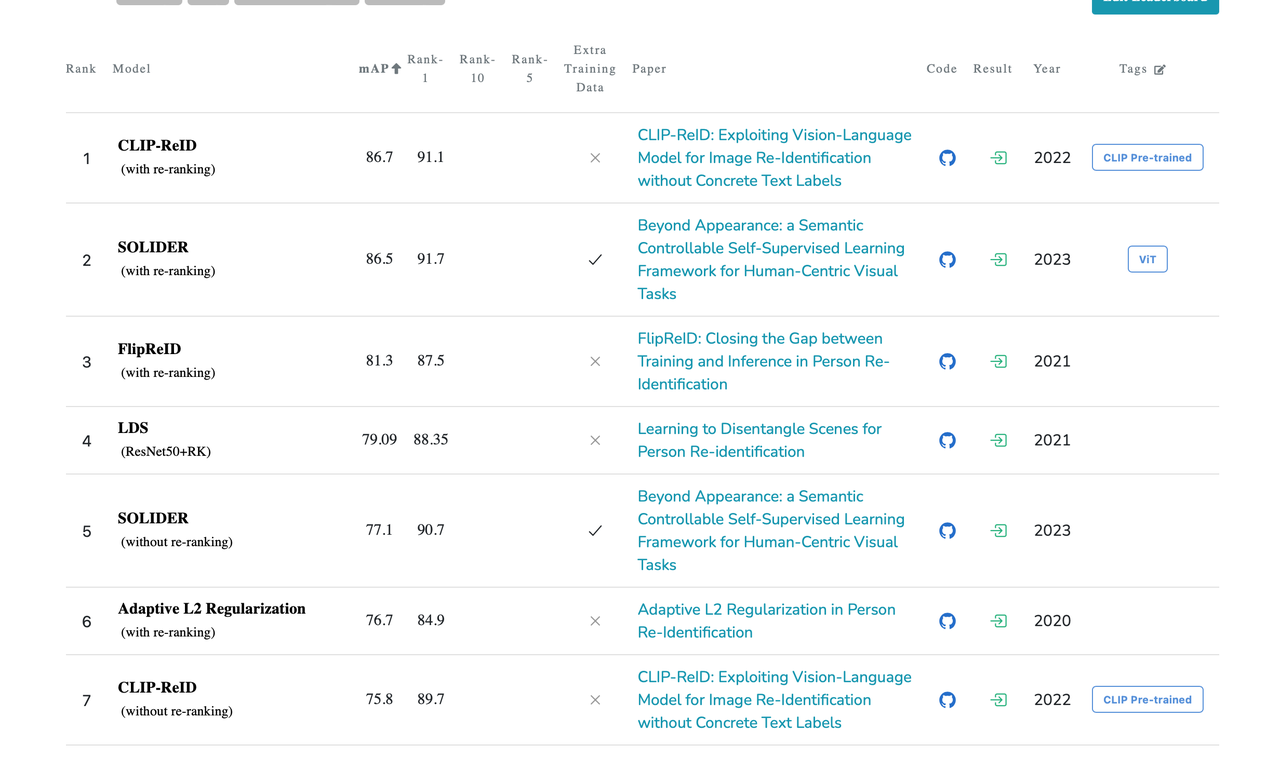 Rank Model mAP Rank-1 Rank-10 Rank-5 Extra Training Data Paper Code Result Year Tags
1 CLIP-ReID (with re-ranking) 86.7 91.1 CLIP-ReID: Exploiting Vision-Language Model for Image Re-Identification without Concrete Text Labels 2022 CLIP Pre-trained
2 SOLIDER (with re-ranking) 86.5 91.7 Beyond Appearance: a Semantic Controllable Self-Supervised Learning Framework for Human-Centric Visual Tasks 2023 ViT
3 FlipReID (with re-ranking) 81.3 87.5 FlipReID: Closing the Gap between Training and Inference in Person Re-Identification 2021
4 LDS (ResNet50+RK) 79.09 88.35 Learning to Disentangle Scenes for Person Re-identification 2021
5 SOLIDER (without re-ranking) 77.1 90.7 Beyond Appearance: a Semantic Controllable Self-Supervised Learning Framework for Human-Centric Visual Tasks 2023
6 Adaptive L2 Regularization (with re-ranking) 76.7 84.9 Adaptive L2 Regularization in Person Re-Identification 2020
7 CLIP-ReID (without re-ranking) 75.8 89.7 CLIP-ReID: Exploiting Vision-Language Model for Image Re-Identification without Concrete Text Labels 2022 CLIP Pre-trained